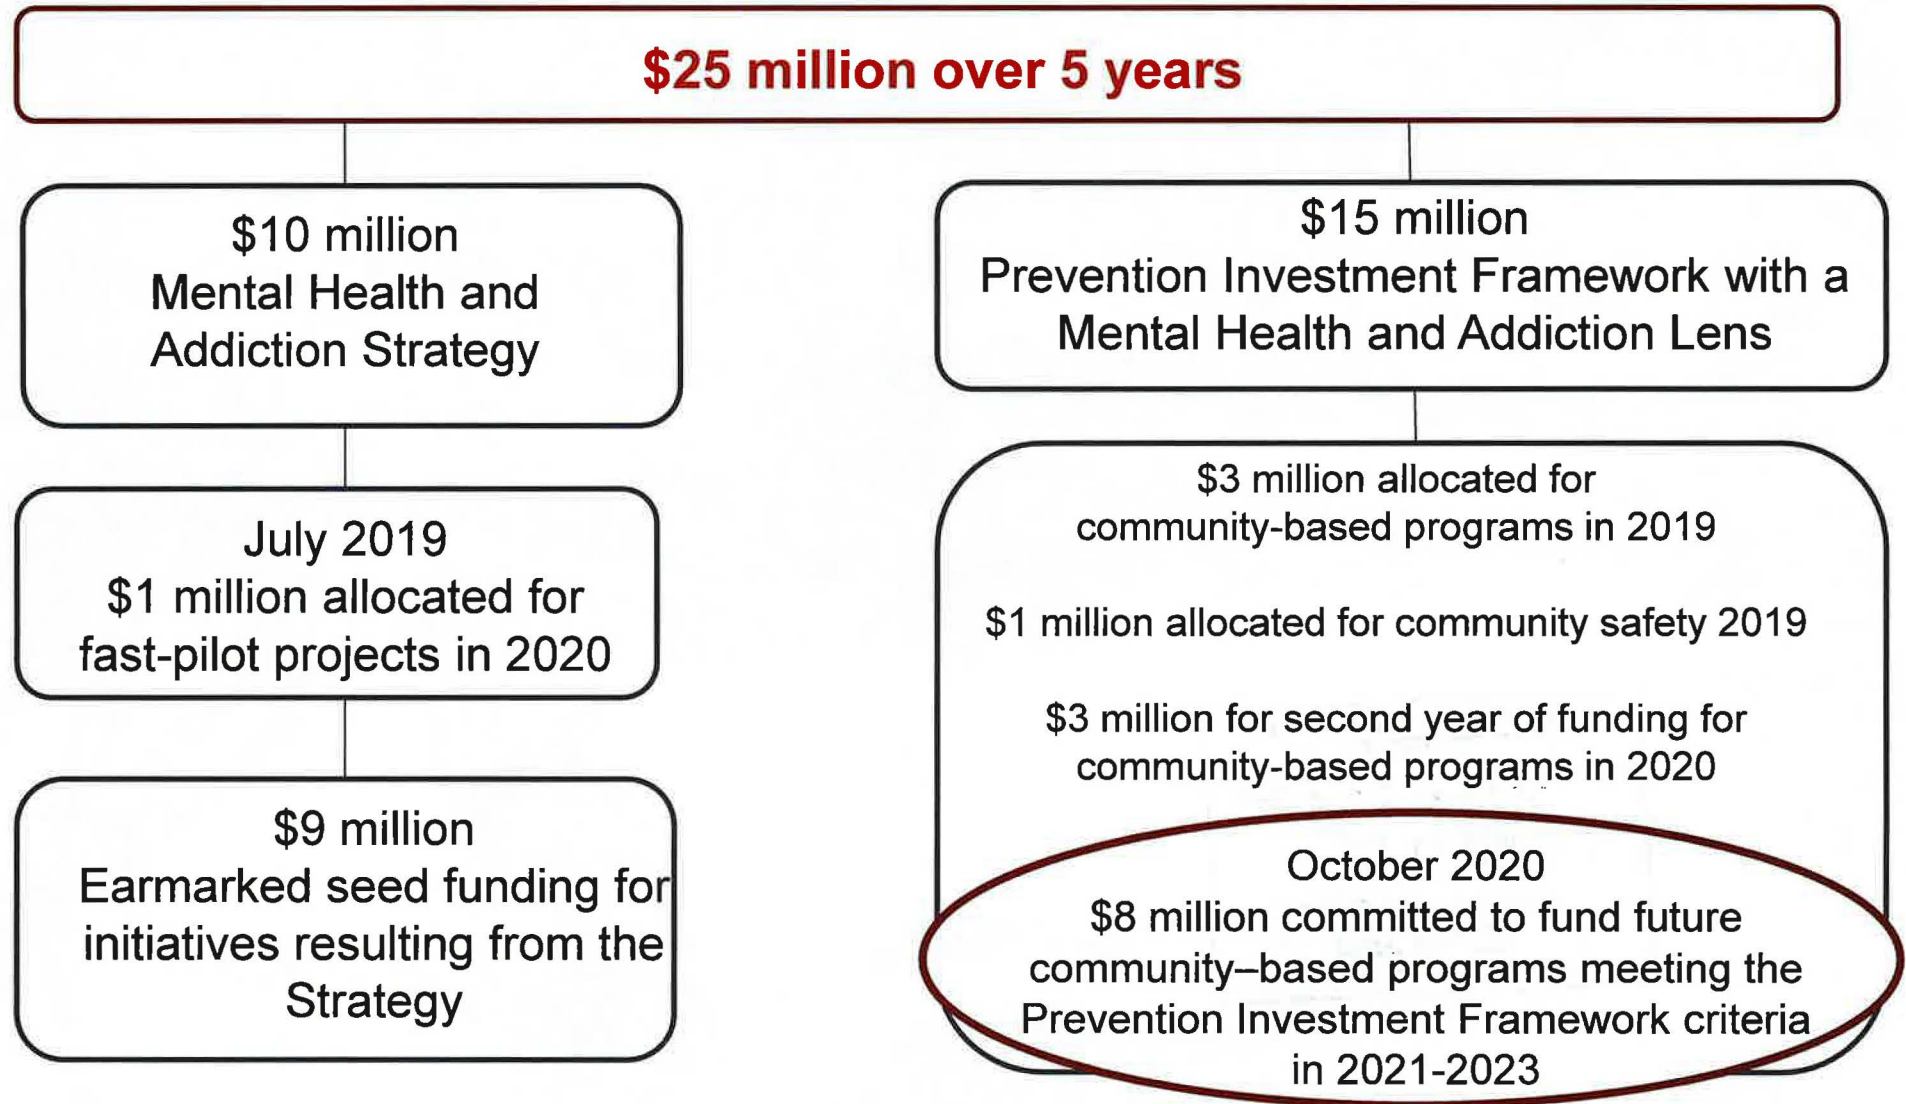 $25 million over 5 years
$10 million
Mental Health and
Addiction Strategy
July 2019
$1 million allocated for
fast-pilot projects in 2020
$9 million
Earmarked seed funding for
initiatives resulting from the
Strategy
$15 million
Prevention Investment Framework with a
Mental Health and Addiction Lens
$3 million allocated for
community-based programs in 2019
$1 million allocated for community safety 2019
$3 million for second year of funding for
community-based programs in 2020
October 2020
$8 million committed to fund future
community–based programs meeting the
Prevention Investment Framework criteria
in 2021-2023